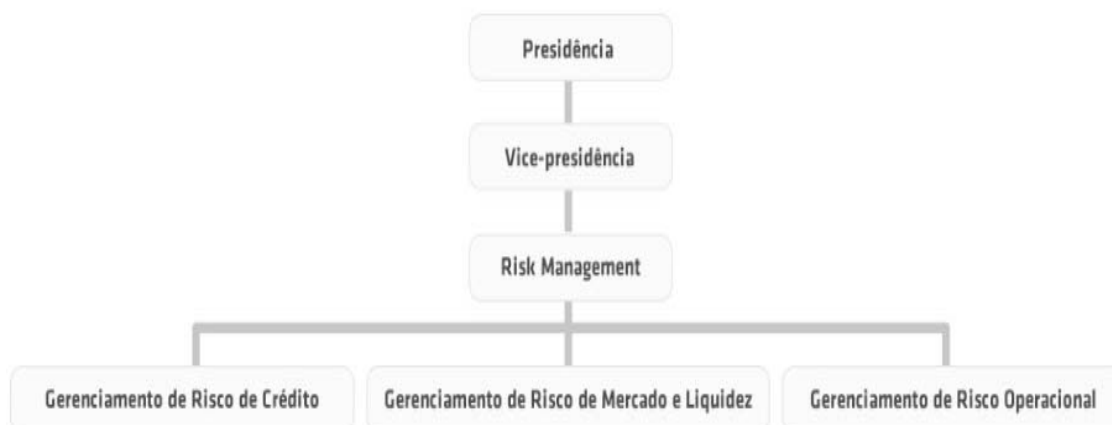 Presidência
Vice-presidência
Risk Management
Gerenciamento de Risco de Crédito
Gerenciamento de Risco de Mercado e Liquidez
Gerenciamento de Risco Operacional